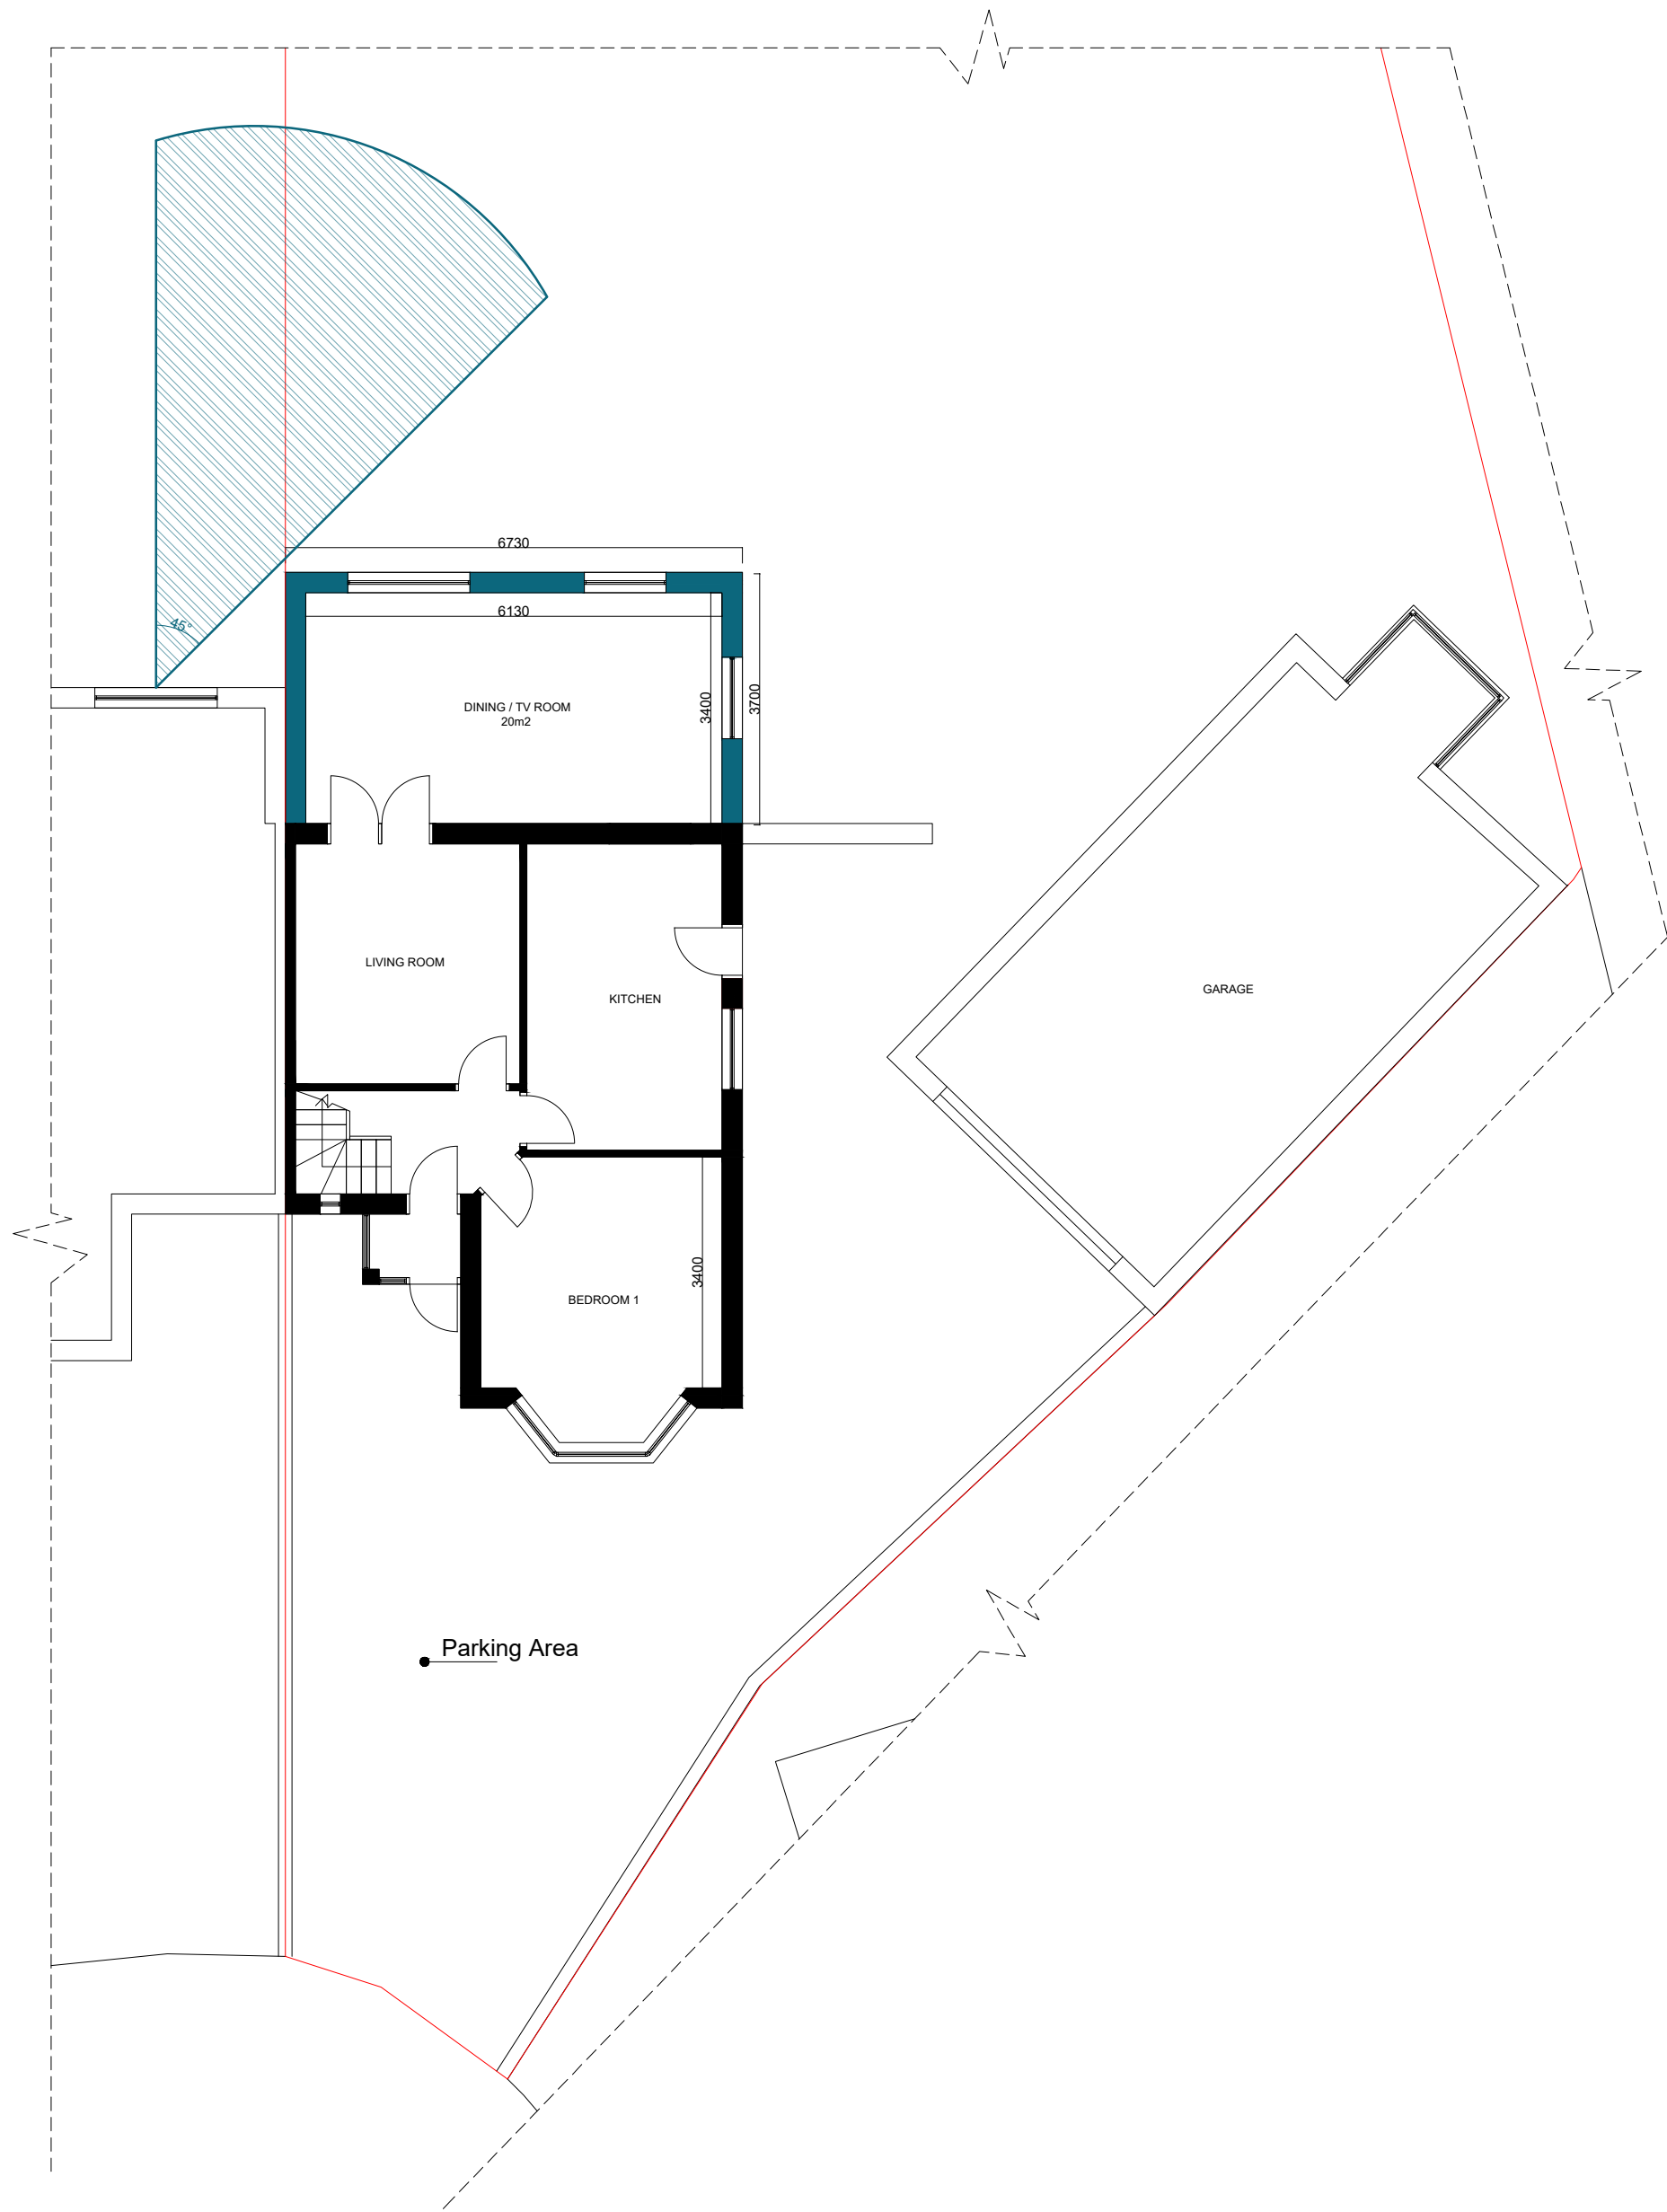 6730
6130
45°
DINING / TV ROOM
20m2
3400
3700
LIVING ROOM
KITCHEN
GARAGE
3400
BEDROOM 1
Parking Area